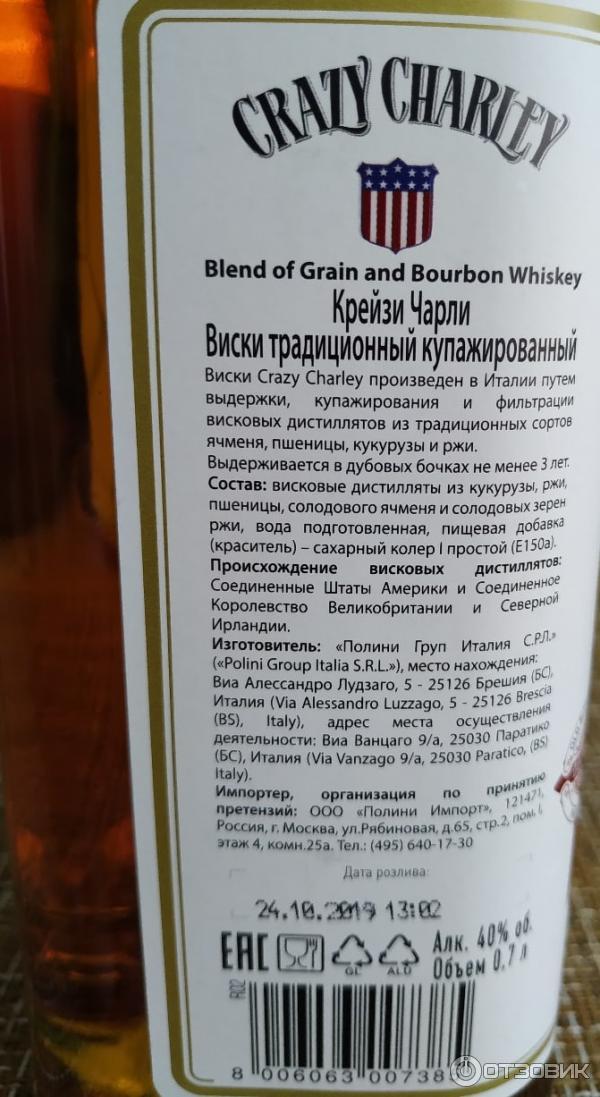 CRAZY CHARLEY
Blend of Grain and Bourbon Whiskey
Крейзи Чарли
Виски традиционный купажированный
Виски Crazy Charley произведен в Италии путем
выдержки, купажирования и фильтрации
висковых дистиллятов из традиционных сортов
ячменя, пшеницы, кукурузы и ржи.
Выдерживается в дубовых бочках не менее 3 лет.
Состав: висковые дистилляты из кукурузы, ржи,
пшеницы, солодового ячменя и солодовых зерен
ржи, вода подготовленная, пищевая добавка
(краситель) – сахарный колер I простой (Е150а).
Происхождение висковых дистиллятов:
Соединенные Штаты Америки и Соединенное
Королевство Великобритании и Северной
Ирландии.
Изготовитель: «Полини Груп Италия С.Р.Л.»
(«Polini Group Italia S.R.L.»), место нахождения:
Виа Алессандро Лудзаго, 5 - 25126 Брешия (БС),
Италия (Via Alessandro Luzzago, 5 - 25126 Brescia
(BS), Italy), адрес места осуществления
деятельности: Виа Ванцаго 9/а, 25030 Паратико
(БС), Италия (Via Vanzago 9/a, 25030 Paratico, (BS)
Italy).
Импортер, организация по принятию
претензий: ООО «Полини Импорт», 121471,
Россия, г. Москва, ул.Рябиновая, д.65, стр.2, пом. I,
этаж 4, комн.25а. Тел.: (495) 640-17-30
Дата розлива:
24.10.2019 13:02
EAC GL ALU Алк. 40% об.
Объем 0,7 л
R02
8 006063 00738
ОТЗОВИК